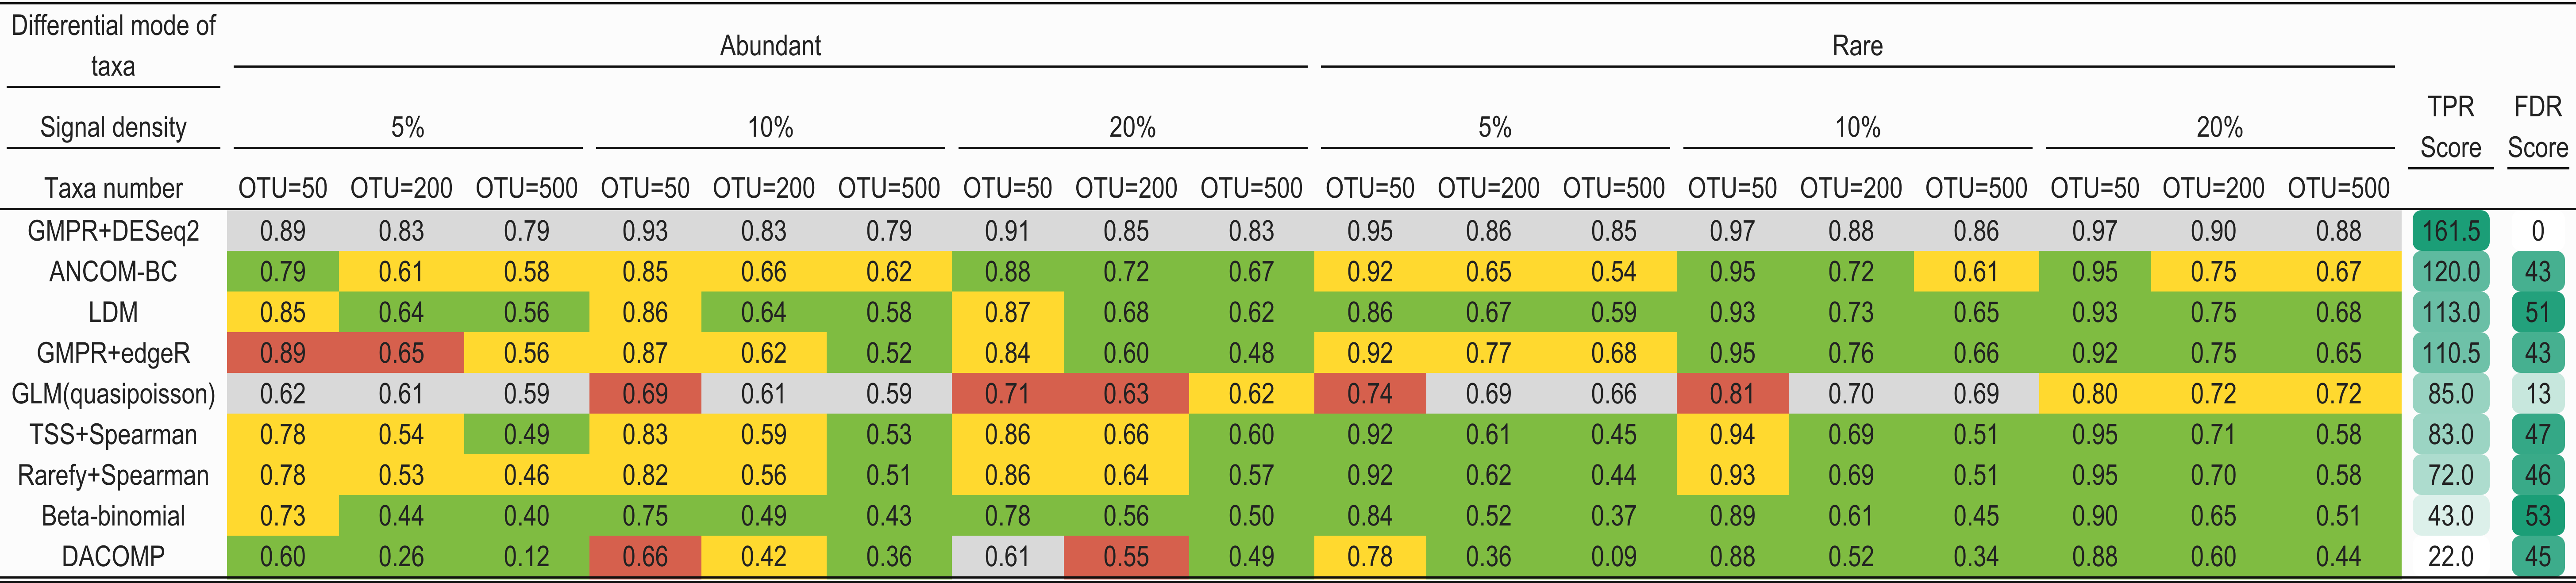 Differential mode of
taxa
Abundant
Rare
Signal density
5%
10%
20%
5%
10%
20%
TPR
Score
FDR
Score
Taxa number OTU=50 OTU=200 OTU=500 OTU=50 OTU=200 OTU=500 OTU=50 OTU=200 OTU=500 OTU=50 OTU=200 OTU=500 OTU=50 OTU=200 OTU=500 OTU=50 OTU=200 OTU=500
GMPR+DESeq2 0.89 0.83 0.79 0.93 0.83 0.79 0.91 0.85 0.83 0.95 0.86 0.85 0.97 0.88 0.86 0.97 0.90 0.88 161.5 0
ANCOM-BC 0.79 0.61 0.58 0.85 0.66 0.62 0.88 0.72 0.67 0.92 0.65 0.54 0.95 0.72 0.61 0.95 0.75 0.67 120.0 43
LDM 0.85 0.64 0.56 0.86 0.64 0.58 0.87 0.68 0.62 0.86 0.67 0.59 0.93 0.73 0.65 0.93 0.75 0.68 113.0 51
GMPR+edgeR 0.89 0.65 0.56 0.87 0.62 0.52 0.84 0.60 0.48 0.92 0.77 0.68 0.95 0.76 0.66 0.92 0.75 0.65 110.5 43
GLM(quasipoisson) 0.62 0.61 0.59 0.69 0.61 0.59 0.71 0.63 0.62 0.74 0.69 0.66 0.81 0.70 0.69 0.80 0.72 0.72 85.0 13
TSS+Spearman 0.78 0.54 0.49 0.83 0.59 0.53 0.86 0.66 0.60 0.92 0.61 0.45 0.94 0.69 0.51 0.95 0.71 0.58 83.0 47
Rarefy+Spearman 0.78 0.53 0.46 0.82 0.56 0.51 0.86 0.64 0.57 0.92 0.62 0.44 0.93 0.69 0.51 0.95 0.70 0.58 72.0 46
Beta-binomial 0.73 0.44 0.40 0.75 0.49 0.43 0.78 0.56 0.50 0.84 0.52 0.37 0.89 0.61 0.45 0.90 0.65 0.51 43.0 53
DACOMP 0.60 0.26 0.12 0.66 0.42 0.36 0.61 0.55 0.49 0.78 0.36 0.09 0.88 0.52 0.34 0.88 0.60 0.44 22.0 45